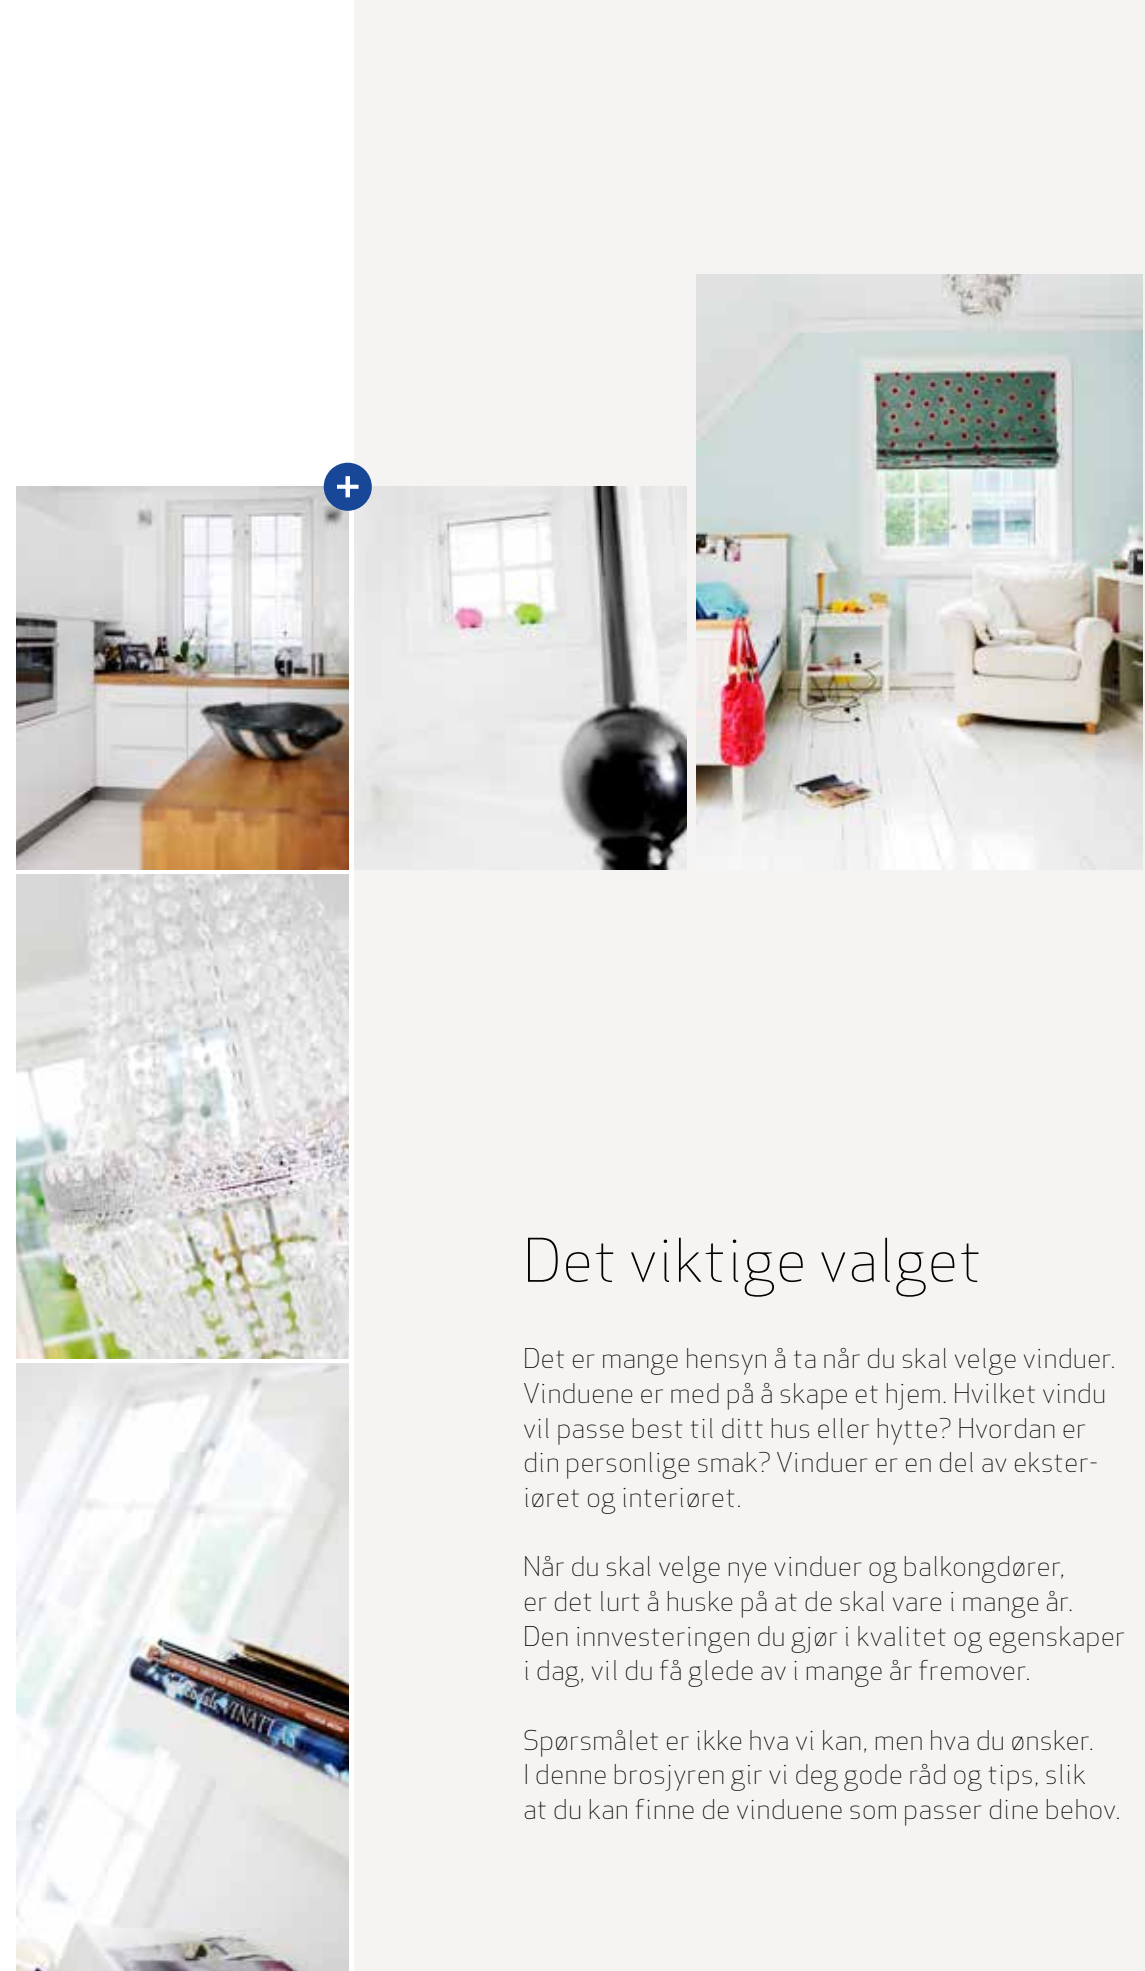 +
VINATLAS
Det viktige valget
Det er mange hensyn å ta når du skal velge vinduer.
Vinduene er med på å skape et hjem. Hvilket vindu
vil passe best til ditt hus eller hytte? Hvordan er
din personlige smak? Vinduer er en del av ekster-
iøret og interiøret.
Når du skal velge nye vinduer og balkongdører,
er det lurt å huske på at de skal vare i mange år.
Den innvesteringen du gjør i kvalitet og egenskaper
i dag, vil du få glede av i mange år fremover.
Spørsmålet er ikke hva vi kan, men hva du ønsker.
I denne brosjyren gir vi deg gode råd og tips, slik
at du kan finne de vinduene som passer dine behov.